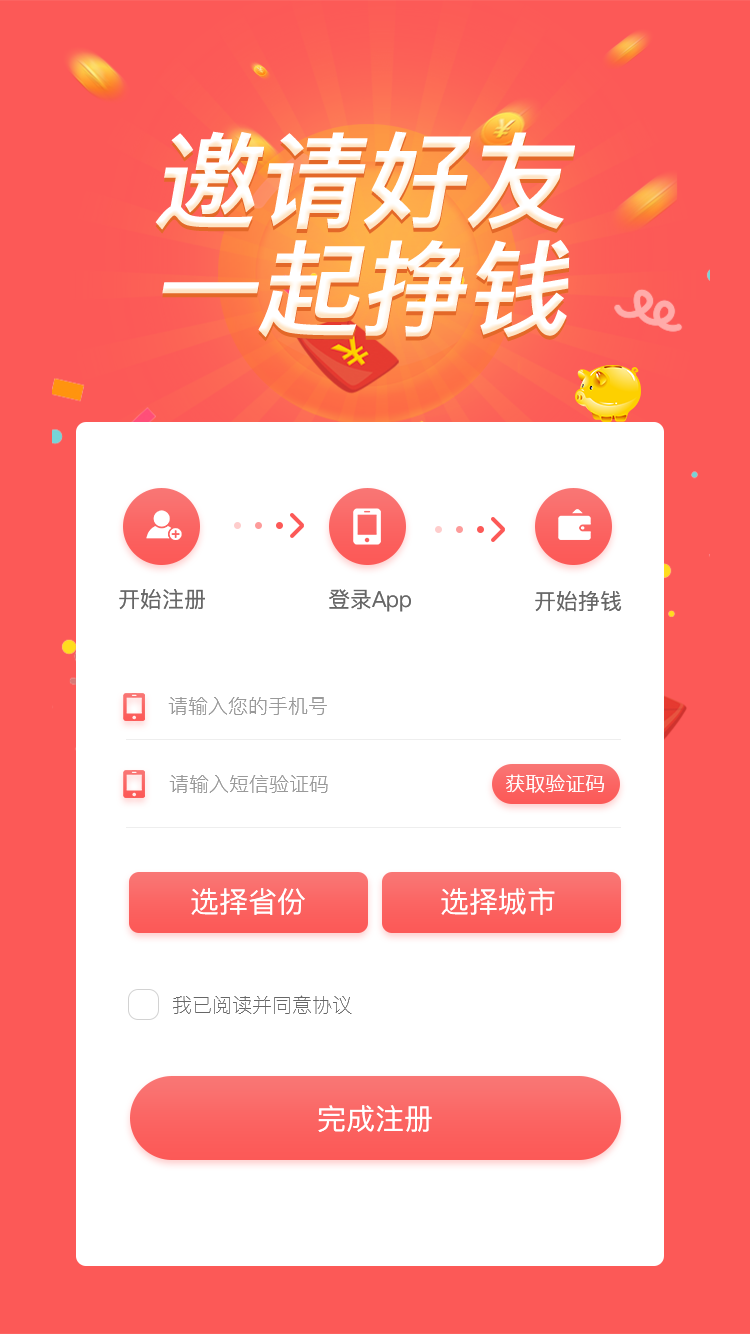 邀请好友
一起挣钱
开始注册
登录App
开始挣钱
请输入您的手机号
请输入短信验证码
获取验证码
选择省份
选择城市
我已阅读并同意协议
完成注册